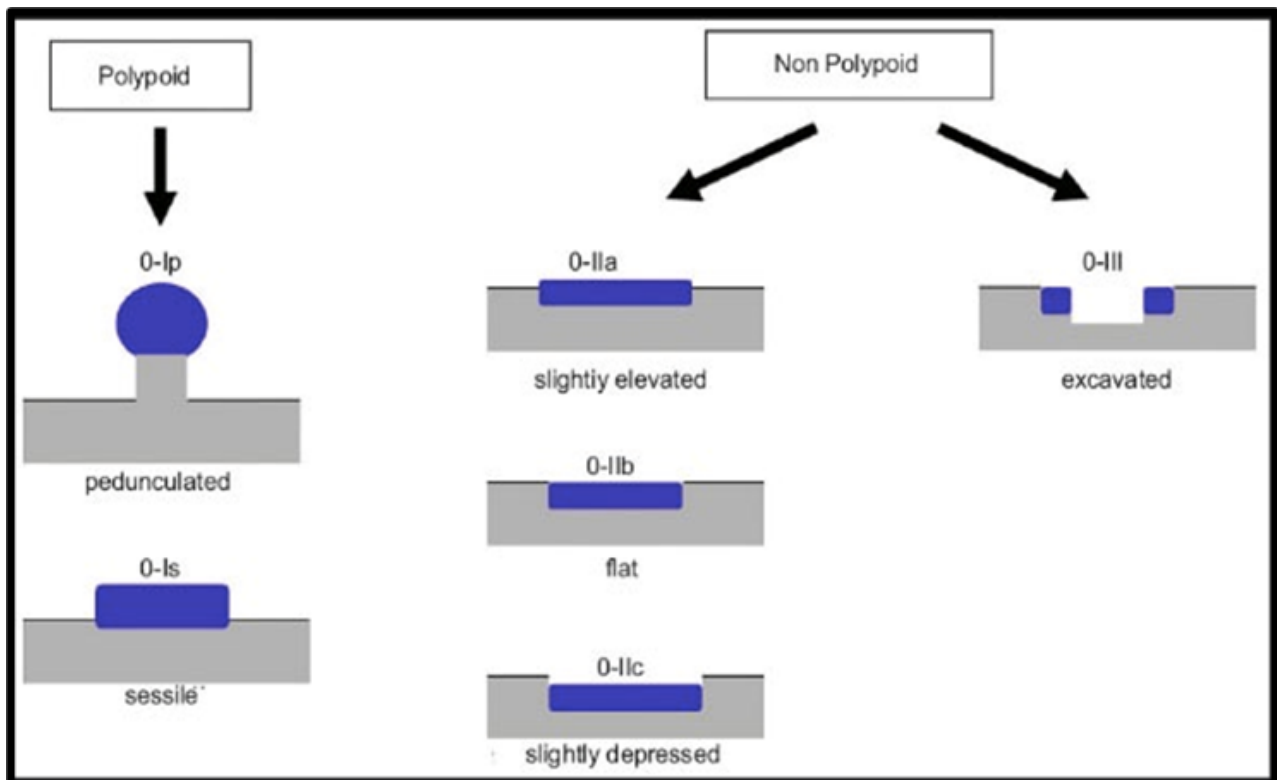 Polypoid
Non Polypoid
0-Ip
pedunculated
0-Is
sessile
0-IIa
slightiy elevated
0-IIb
flat
0-IIc
slightly depressed
0-III
excavated